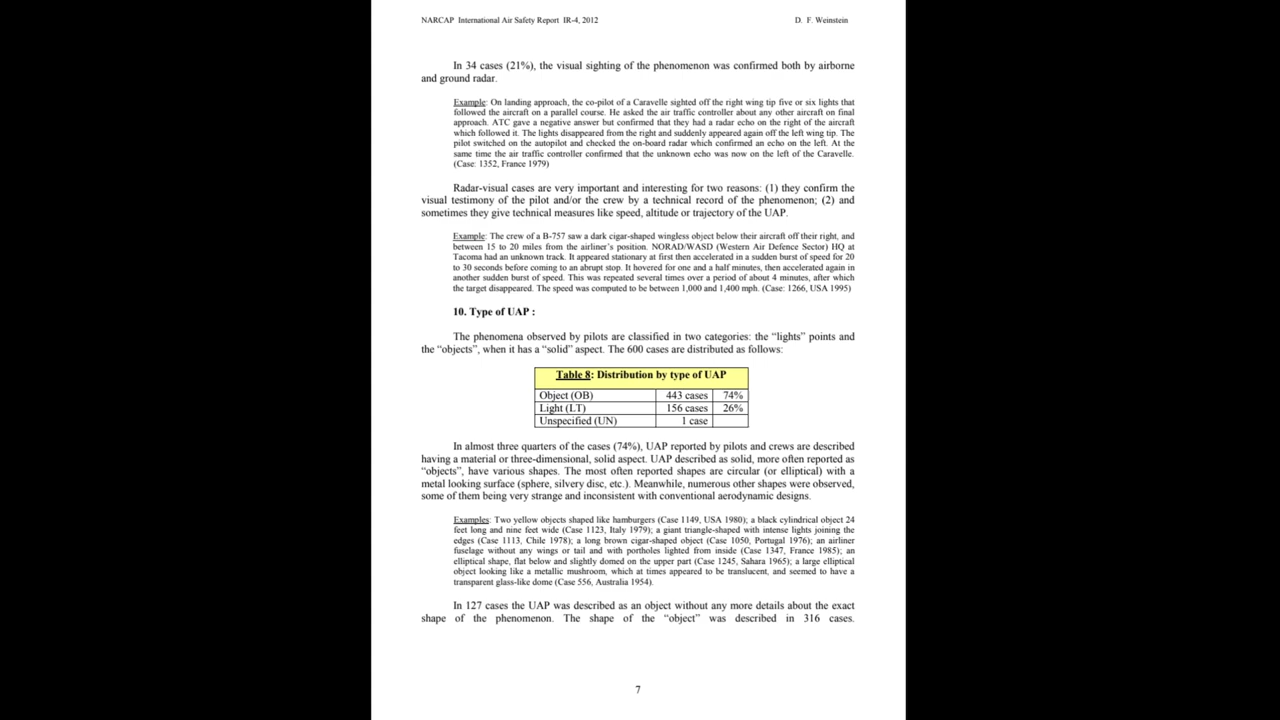 NARCAP International Air Safety Report IR-4, 2012 D. F. Weinstein
In 34 cases (21%), the visual sighting of the phenomenon was confirmed both by airborne
and ground radar.
Example: On landing approach, the co-pilot of a Caravelle sighted off the right wing tip five or six lights that
followed the aircraft on a parallel course. He asked the air traffic controller about any other aircraft on final
approach. ATC gave a negative answer but confirmed that they had a radar echo on the right of the aircraft
which followed it. The lights disappeared from the right and suddenly appeared again off the left wing tip. The
pilot switched on the autopilot and checked the on-board radar which confirmed an echo on the left. At the
same time the air traffic controller confirmed that the unknown echo was now on the left of the Caravelle.
(Case: 1352, France 1979)
Radar-visual cases are very important and interesting for two reasons: (1) they confirm the
visual testimony of the pilot and/or the crew by a technical record of the phenomenon; (2) and
sometimes they give technical measures like speed, altitude or trajectory of the UAP.
Example: The crew of a B-757 saw a dark cigar-shaped wingless object below their aircraft off their right, and
between 15 to 20 miles from the airliner's position. NORAD/WASD (Western Air Defence Sector) HQ at
Tacoma had an unknown track. It appeared stationary at first then accelerated in a sudden burst of speed for 20
to 30 seconds before coming to an abrupt stop. It hovered for one and a half minutes, then accelerated again in
another sudden burst of speed. This was repeated several times over a period of about 4 minutes, after which
the target disappeared. The speed was computed to be between 1,000 and 1,400 mph. (Case: 1266, USA 1995)
10. Type of UAP :
The phenomena observed by pilots are classified in two categories: the “lights” points and
the “objects”, when it has a “solid” aspect. The 600 cases are distributed as follows:
Table 8: Distribution by type of UAP
Object (OB) 443 cases 74%
Light (LT) 156 cases 26%
Unspecified (UN) 1 case
In almost three quarters of the cases (74%), UAP reported by pilots and crews are described
having a material or three-dimensional, solid aspect. UAP described as solid, more often reported as
“objects”, have various shapes. The most often reported shapes are circular (or elliptical) with a
metal looking surface (sphere, silvery disc, etc.). Meanwhile, numerous other shapes were observed,
some of them being very strange and inconsistent with conventional aerodynamic designs.
Examples: Two yellow objects shaped like hamburgers (Case 1149, USA 1980); a black cylindrical object 24
feet long and nine feet wide (Case 1123, Italy 1979); a giant triangle-shaped with intense lights joining the
edges (Case 1113, Chile 1978); a long brown cigar-shaped object (Case 1050, Portugal 1976); an airliner
fuselage without any wings or tail and with portholes lighted from inside (Case 1347, France 1985); an
elliptical shape, flat below and slightly domed on the upper part (Case 1245, Sahara 1965); a large elliptical
object looking like a metallic mushroom, which at times appeared to be translucent, and seemed to have a
transparent glass-like dome (Case 556, Australia 1954).
In 127 cases the UAP was described as an object without any more details about the exact
shape of the phenomenon. The shape of the “object” was described in 316 cases.
7